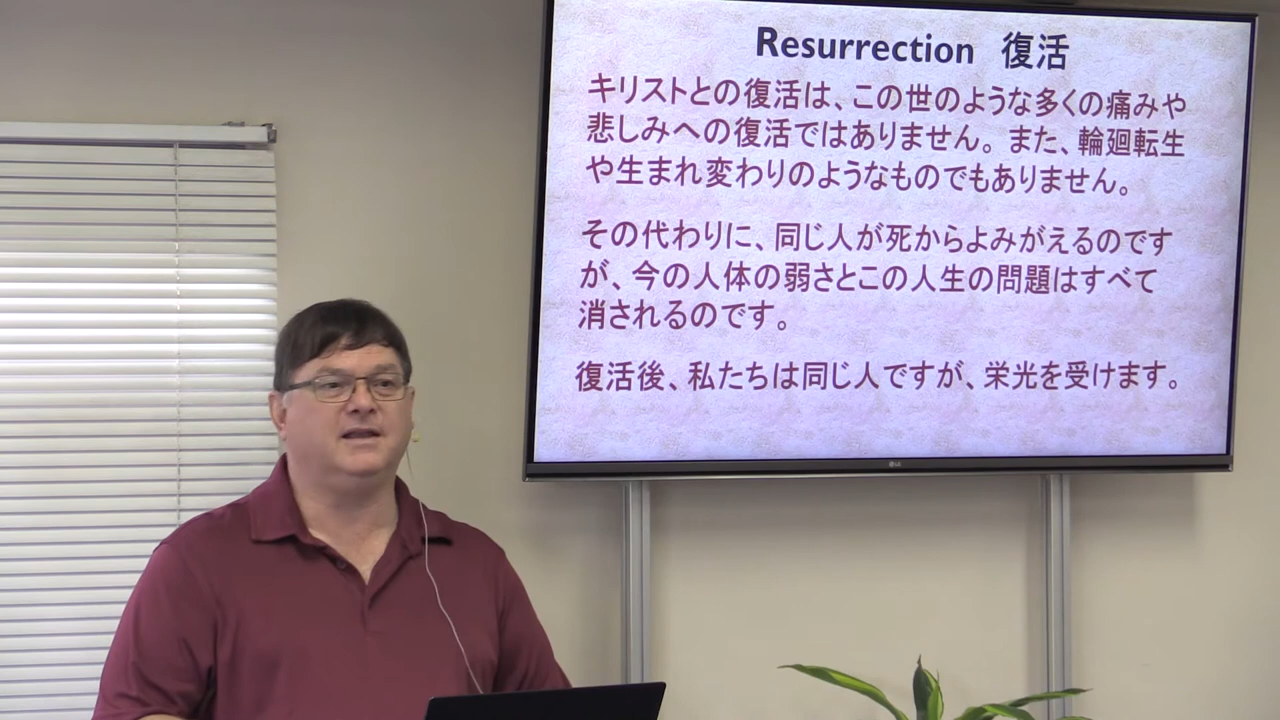 Resurrection 復活
キリストとの復活は、この世のような多くの痛みや
悲しみへの復活ではありません。また、輪廻転生
や生まれ変わりのようなものでもありません。
その代わりに、同じ人が死からよみがえるのです
が、今の人体の弱さとこの人生の問題はすべて
消されるのです。
復活後、私たちは同じ人ですが、栄光を受けます。
LG